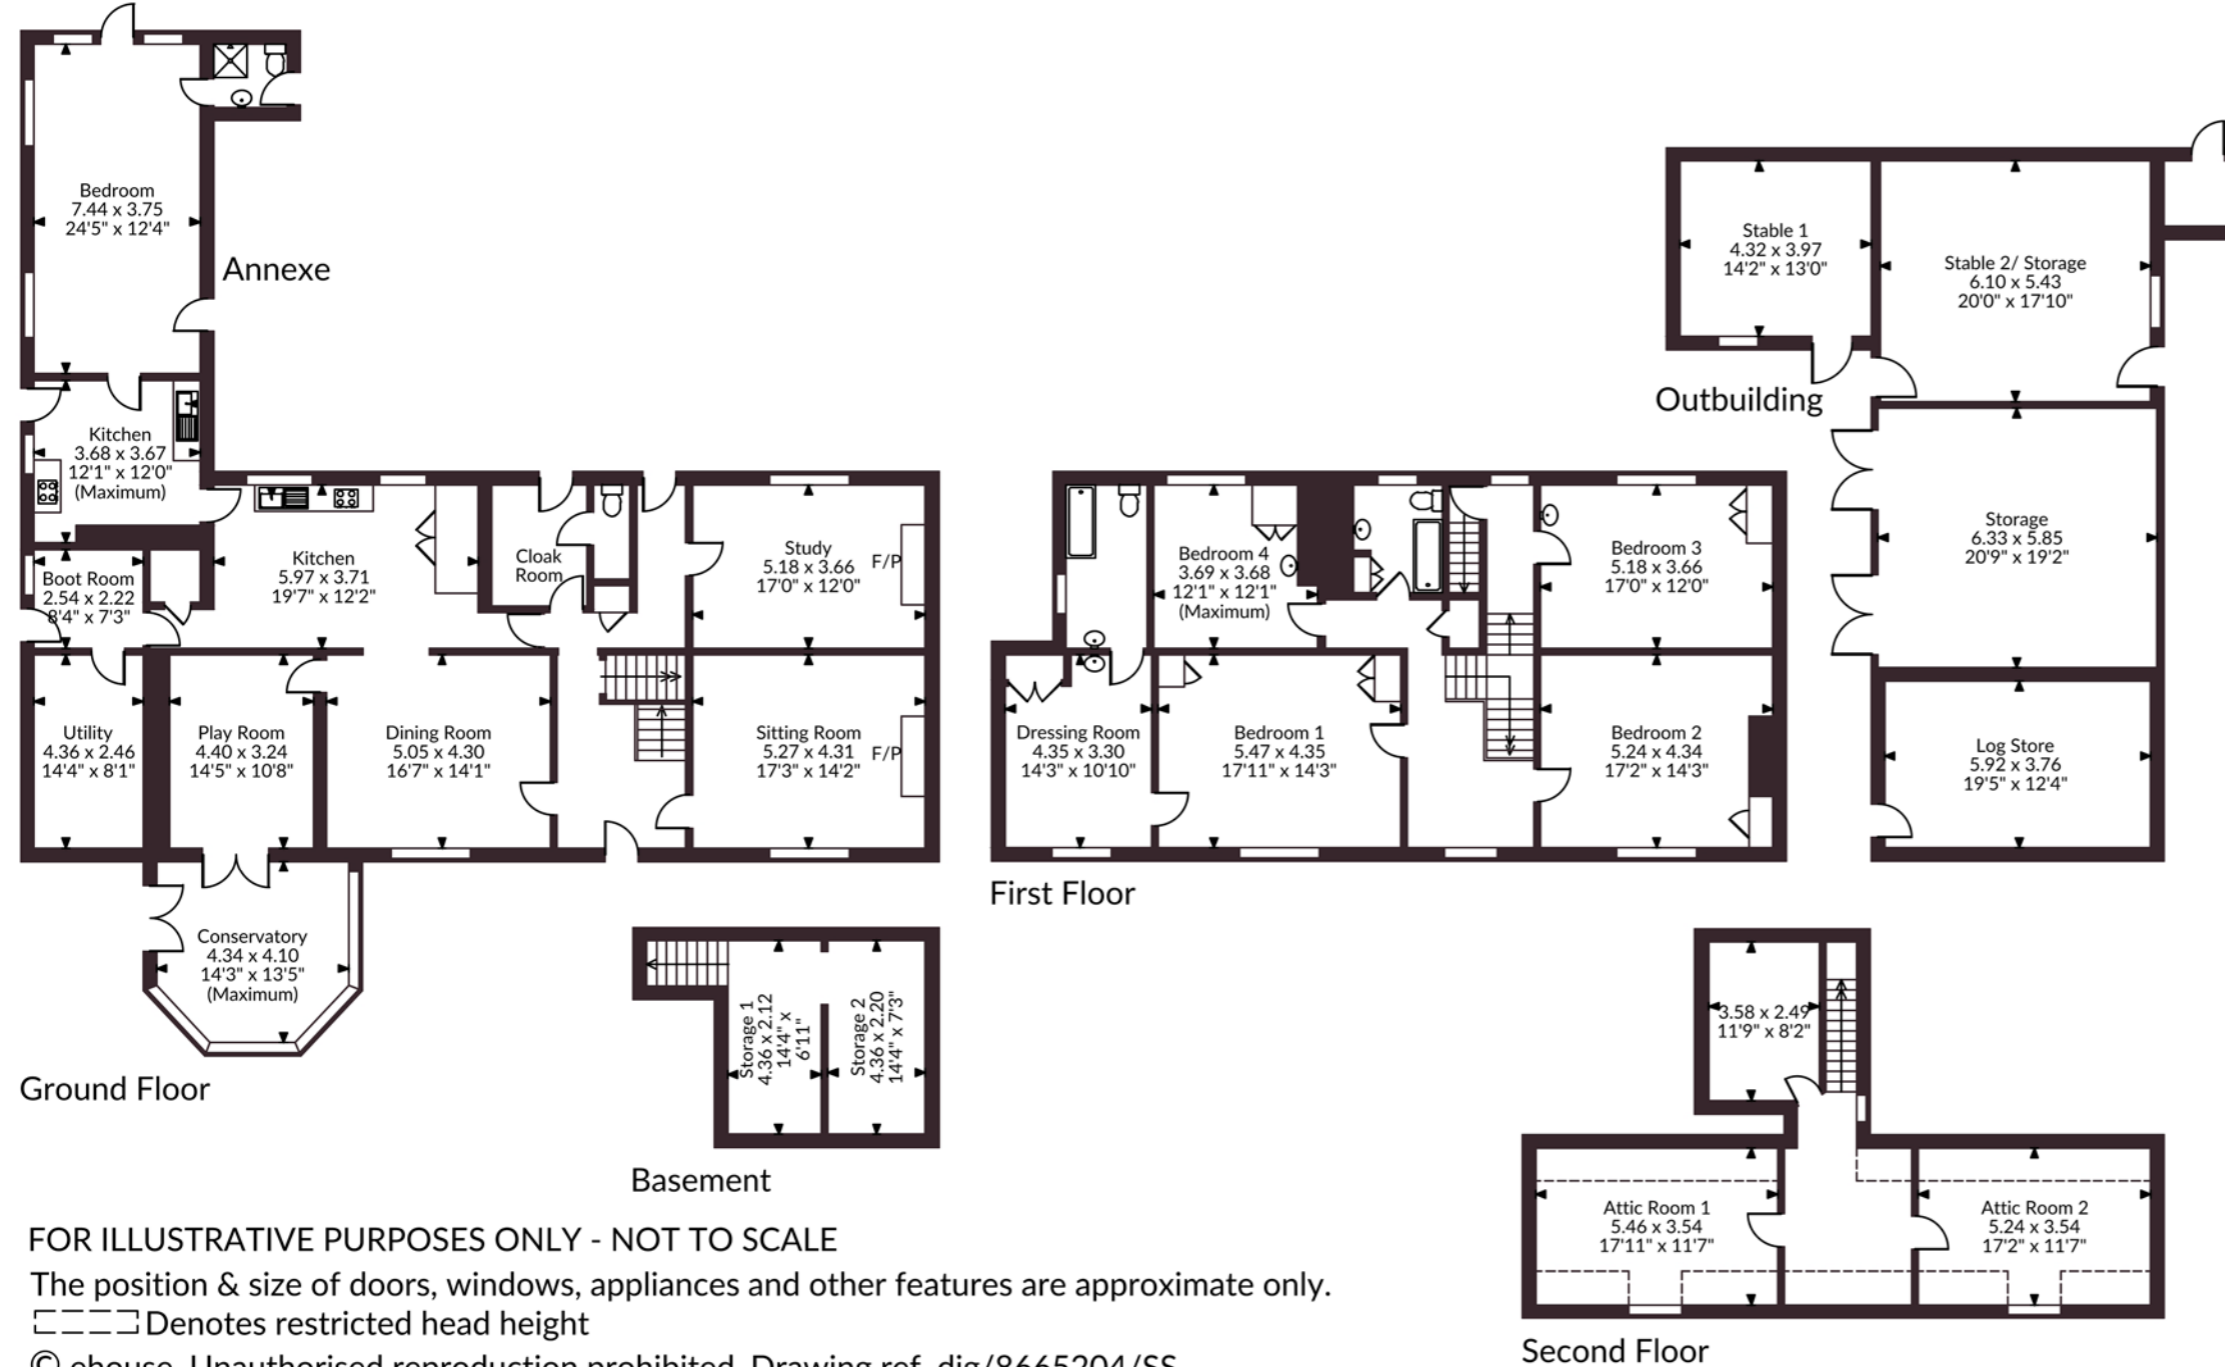 Bedroom
7.44 x 3.75
24'5" x 12'4"
Annexe
Kitchen
3.68 x 3.67
12'1" x 12'0"
(Maximum)
Boot Room
2.54 x 2.22
8'4" x 7'3"
Kitchen
5.97 x 3.71
19'7" x 12'2"
Cloak
Room
Study
5.18 x 3.66
17'0" x 12'0"
F/P
Utility
4.36 x 2.46
14'4" x 8'1"
Play Room
4.40 x 3.24
14'5" x 10'8"
Dining Room
5.05 x 4.30
16'7" x 14'1"
Sitting Room
5.27 x 4.31
17'3" x 14'2"
F/P
Conservatory
4.34 x 4.10
14'3" x 13'5"
(Maximum)
Ground Floor
Bedroom 4
3.69 x 3.68
12'1" x 12'1"
(Maximum)
Bedroom 3
5.18 x 3.66
17'0" x 12'0"
Dressing Room
4.35 x 3.30
14'3" x 10'10"
Bedroom 1
5.47 x 4.35
17'11" x 14'3"
Bedroom 2
5.24 x 4.34
17'2" x 14'3"
First Floor
Stable 1
4.32 x 3.97
14'2" x 13'0"
Stable 2/ Storage
6.10 x 5.43
20'0" x 17'10"
Outbuilding
Storage
6.33 x 5.85
20'9" x 19'2"
Log Store
5.92 x 3.76
19'5" x 12'4"
Storage 1
4.36 x 2.12
14'4" x
6'11"
Storage 2
4.36 x 2.20
14'4" x 7'3"
Basement
3.58 x 2.49
11'9" x 8'2"
Attic Room 1
5.46 x 3.54
17'11" x 11'7"
Attic Room 2
5.24 x 3.54
17'2" x 11'7"
Second Floor
FOR ILLUSTRATIVE PURPOSES ONLY - NOT TO SCALE
The position & size of doors, windows, appliances and other features are approximate only.
Denotes restricted head height
© ehouse. Unauthorised reproduction prohibited. Drawing ref. dig/8665204/SS